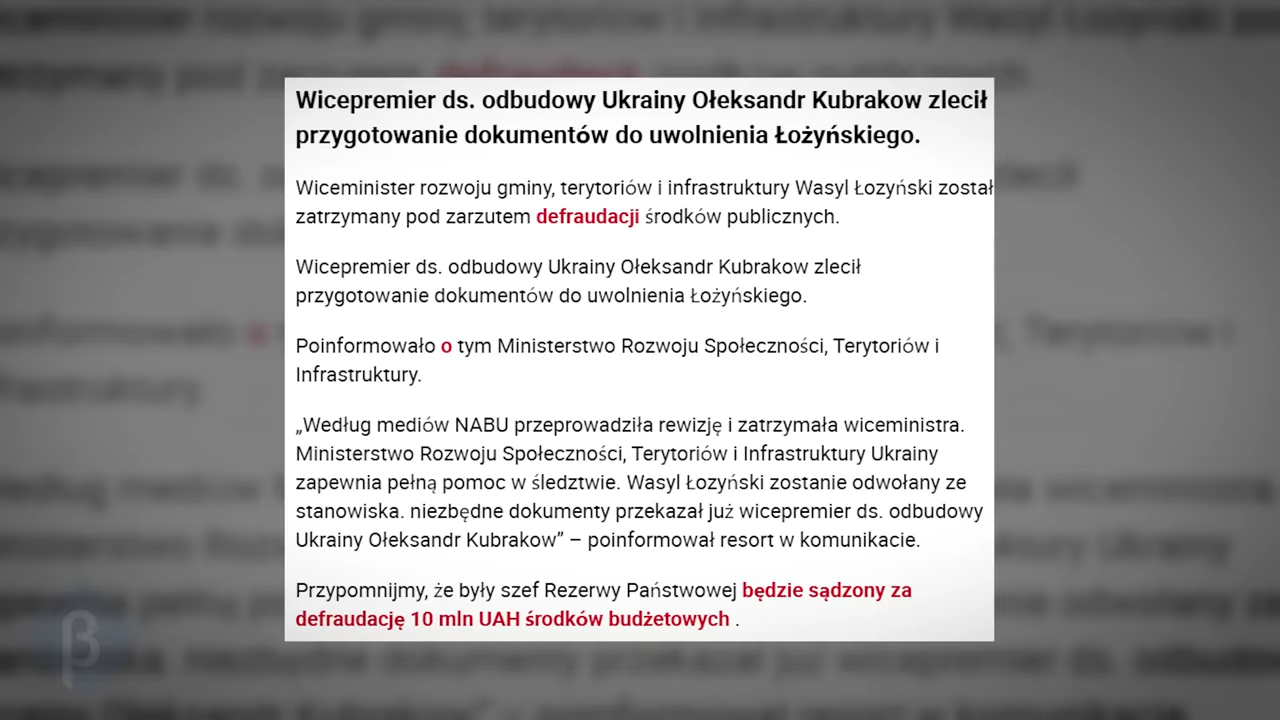 Wicepremier ds. odbudowy Ukrainy Ołeksandr Kubrakow zlecił
przygotowanie dokumentów do uwolnienia Łożyńskiego.
Wiceminister rozwoju gminy, terytoriów i infrastruktury Wasyl Łozyński został
zatrzymany pod zarzutem defraudacji środków publicznych.
Wicepremier ds. odbudowy Ukrainy Ołeksandr Kubrakow zlecił
przygotowanie dokumentów do uwolnienia Łożyńskiego.
Poinformowało o tym Ministerstwo Rozwoju Społeczności, Terytoriów i
Infrastruktury.
„Według mediów NABU przeprowadziła rewizję i zatrzymała wiceministra.
Ministerstwo Rozwoju Społeczności, Terytoriów i Infrastruktury Ukrainy
zapewnia pełną pomoc w śledztwie. Wasyl Łozyński zostanie odwołany ze
stanowiska. niezbędne dokumenty przekazał już wicepremier ds. odbudowy
Ukrainy Ołeksandr Kubrakow” – poinformował resort w komunikacie.
Przypomnijmy, że były szef Rezerwy Państwowej będzie sądzony za
defraudację 10 mln UAH środków budżetowych .
β